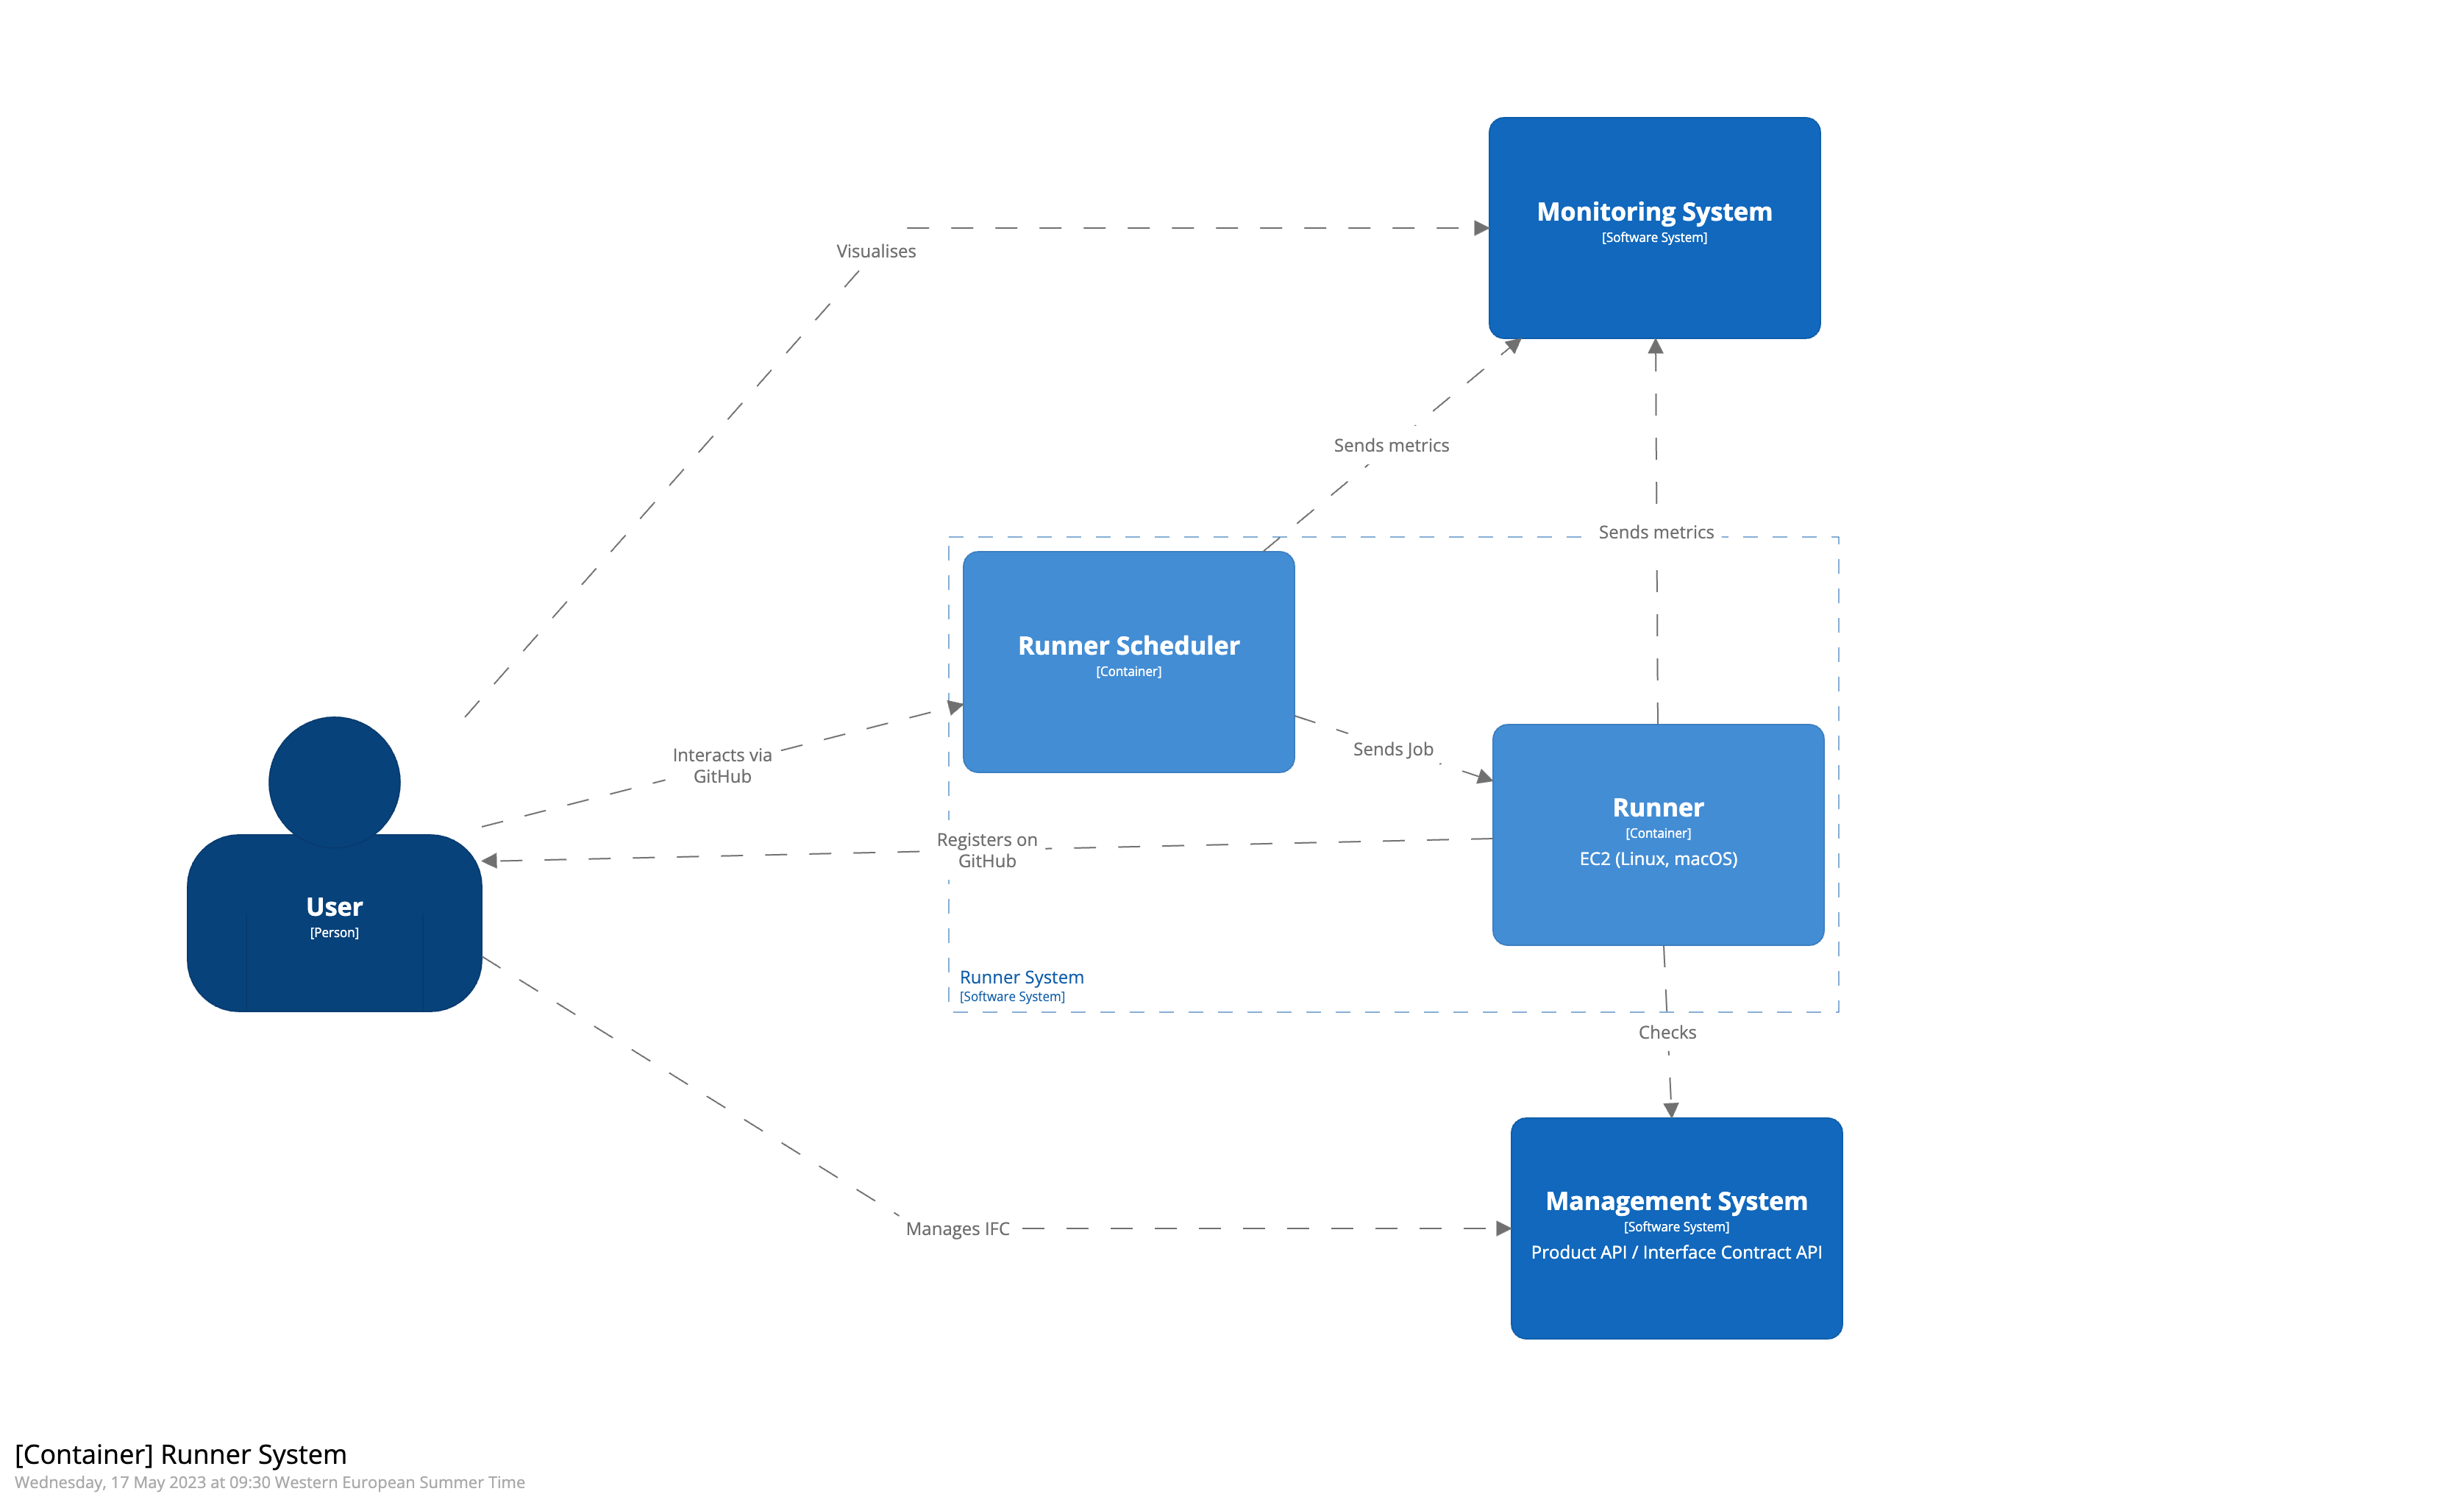 Monitoring System
[Software System]
Visualises
Sends metrics
Sends metrics
Runner Scheduler
[Container]
Interacts via
GitHub
Sends Job
Runner
[Container]
EC2 (Linux, macOS)
Registers on
GitHub
User
[Person]
Runner System
[Software System]
Checks
Management System
[Software System]
Product API / Interface Contract API
Manages IFC
[Container] Runner System
Wednesday, 17 May 2023 at 09:30 Western European Summer Time